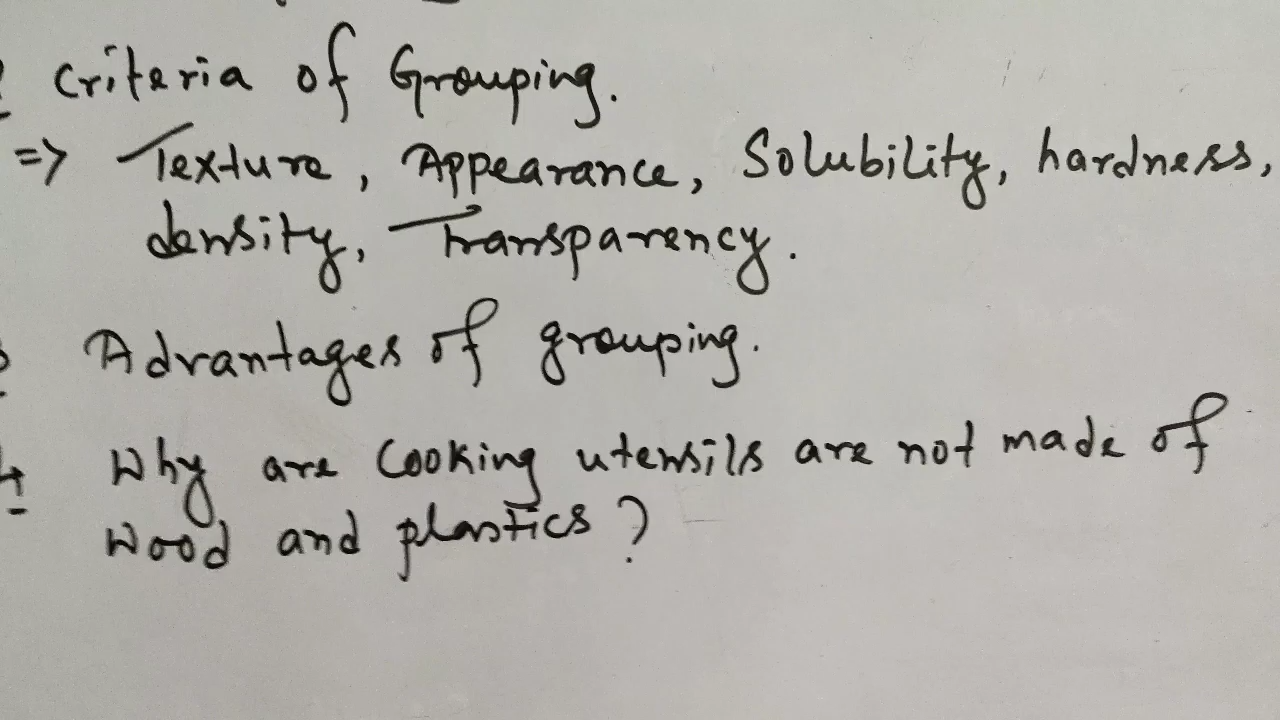 Criteria of Grouping.
=> Texture, Appearance, Solubility, hardness,
density, Transparency.
Advantages of grouping.
4 Why are Cooking utensils are not made of
wood and plastics?